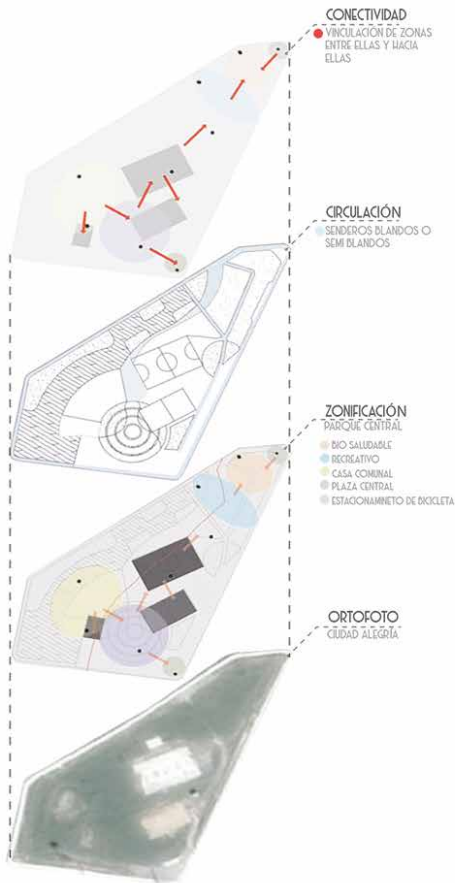 CONECTIVIDAD
VINCULACIÓN DE ZONAS
ENTRE ELLAS Y HACIA
ELLAS
CIRCULACIÓN
SENDEROS BLANDOS O
SEMI BLANDOS
ZONIFICACIÓN
PARQUE CENTRAL
BIO SALUDABLE
RECREATIVO
CASA COMUNAL
PLAZA CENTRAL
ESTACIONAMINETO DE BICICLETA
ORTOFOTO
CIUDAD ALEGRÍA